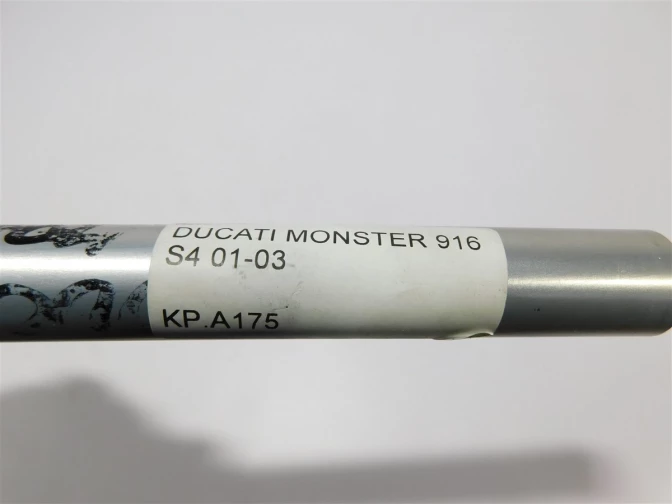 DUCATI MONSTER 916
S4 01-03
KP.A175